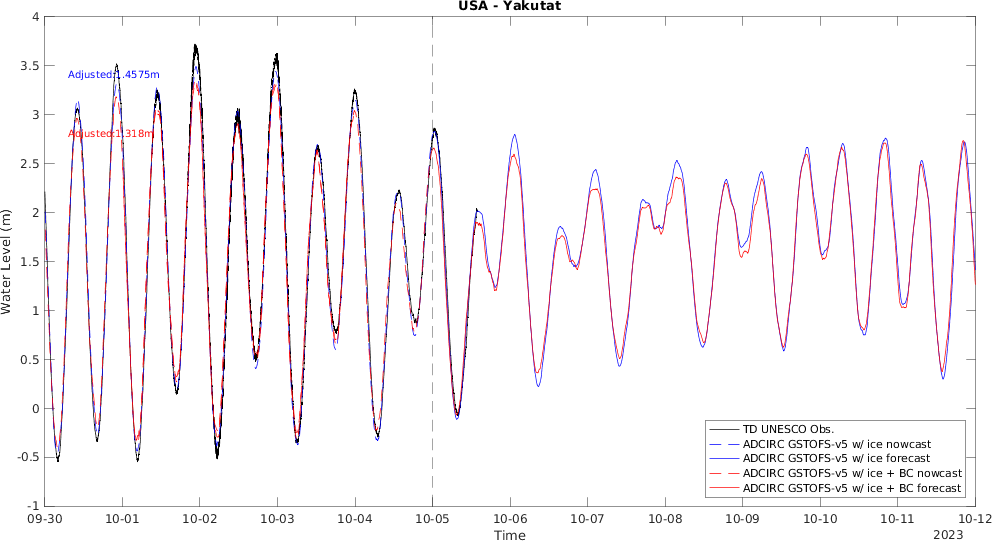 USA - Yakutat
4
3.5
3
2.5
2
1.5
1
0.5
0
-0.5
-1
Water Level (m)
Adjusted:1.4575m
Adjusted:1.318m
TD UNESCO Obs.
ADCIRC GSTOFS-v5 w/ ice nowcast
ADCIRC GSTOFS-v5 w/ ice forecast
ADCIRC GSTOFS-v5 w/ ice + BC nowcast
ADCIRC GSTOFS-v5 w/ ice + BC forecast
09-30 10-01 10-02 10-03 10-04 10-05 10-06 10-07 10-08 10-09 10-10 10-11 10-12
Time
2023